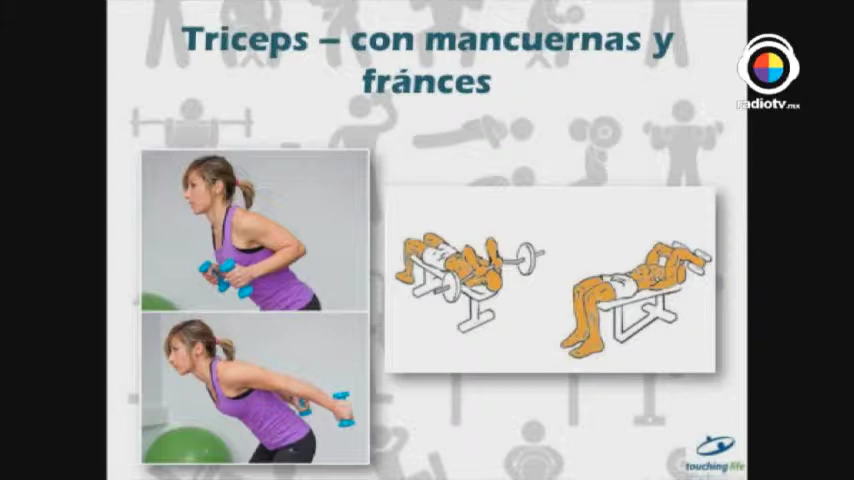 Triceps – con mancuernas y
fránces
radiotv.mx
touching life